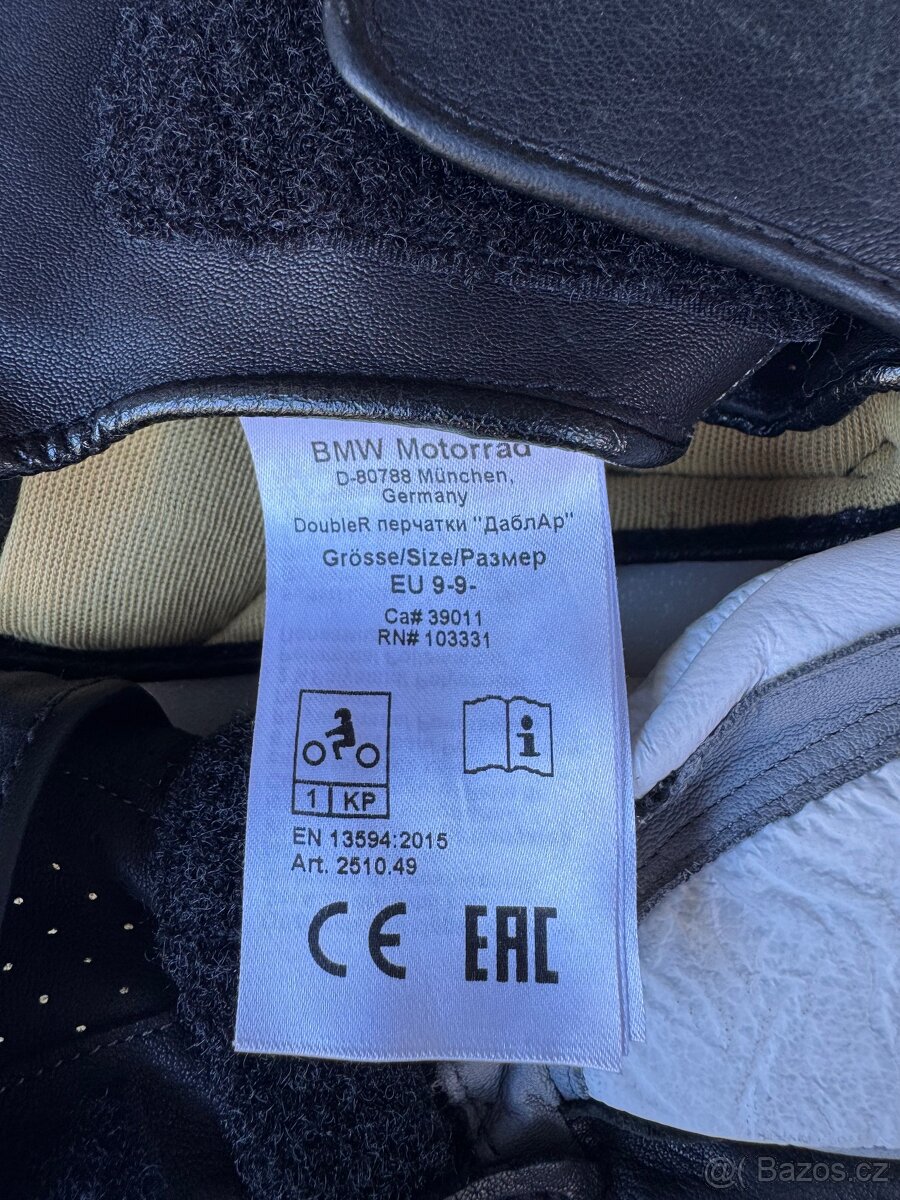 BMW Motorrad
D-80788 München,
Germany
DoubleR перчатки "ДаблАр"
Grösse/Size/Размер
EU 9-9-
Ca# 39011
RN# 103331
i
1 KP
EN 13594:2015
Art. 2510.49
CE EAC
@( Bazos.cz